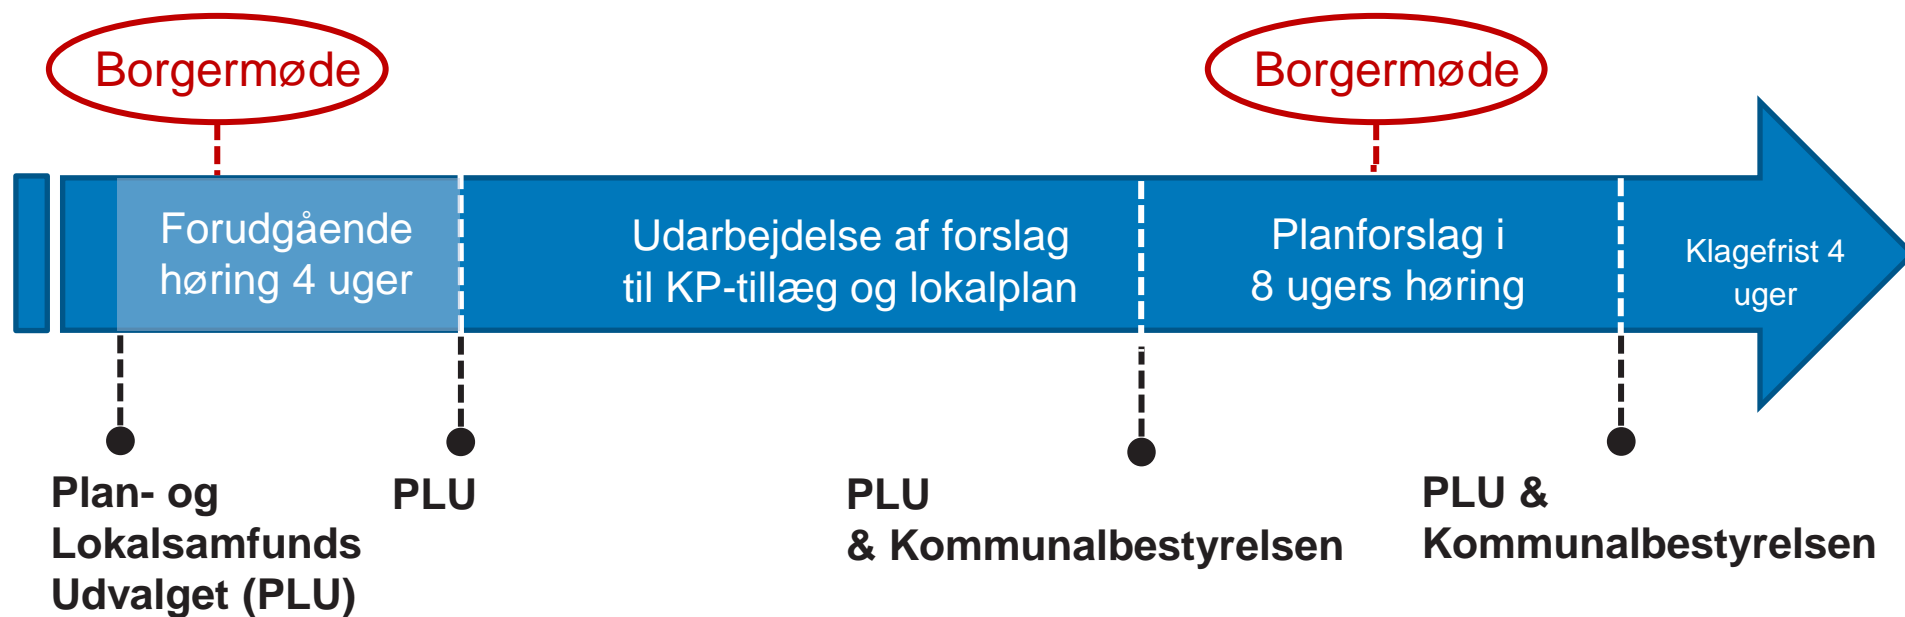 Borgermøde
Borgermøde
Forudgående
høring 4 uger
Udarbejdelse af forslag
til KP-tillæg og lokalplan
Planforslag i
8 ugers høring
Klagefrist 4
uger
Plan- og
Lokalsamfunds
Udvalget (PLU)
PLU
PLU
& Kommunalbestyrelsen
PLU &
Kommunalbestyrelsen